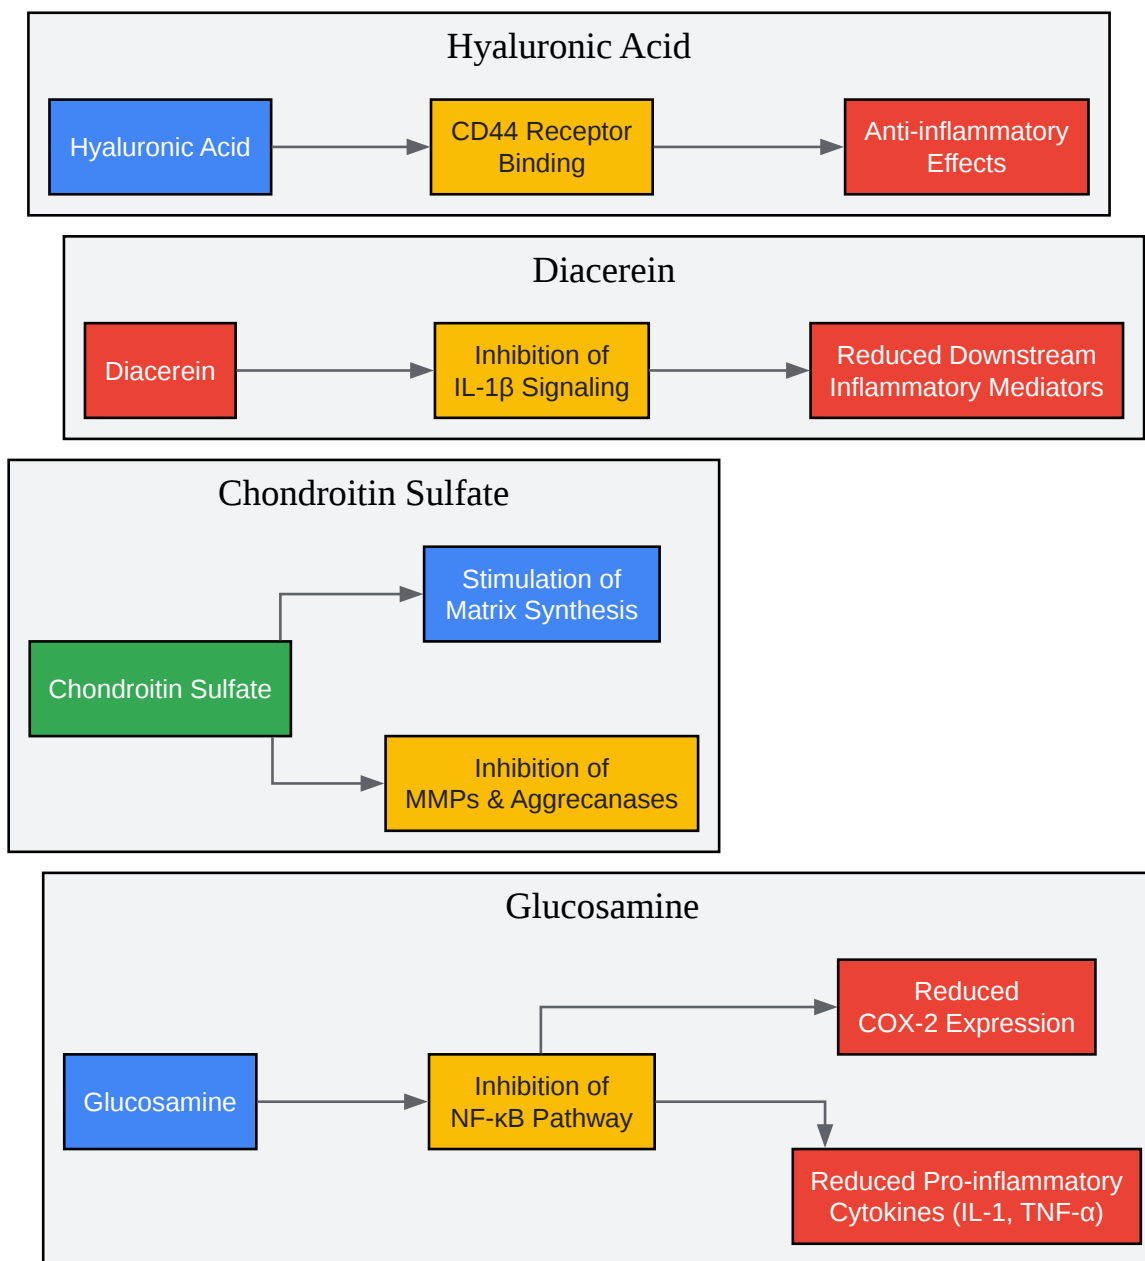 Hyaluronic Acid
Hyaluronic Acid
CD44 Receptor
Binding
Anti-inflammatory
Effects
Diacerein
Diacerein
Inhibition of
IL-1β Signaling
Reduced Downstream
Inflammatory Mediators
Chondroitin Sulfate
Stimulation of
Matrix Synthesis
Chondroitin Sulfate
Inhibition of
MMPs & Aggrecanases
Glucosamine
Reduced
COX-2 Expression
Glucosamine
Inhibition of
NF-κB Pathway
Reduced Pro-inflammatory
Cytokines (IL-1, TNF-α)